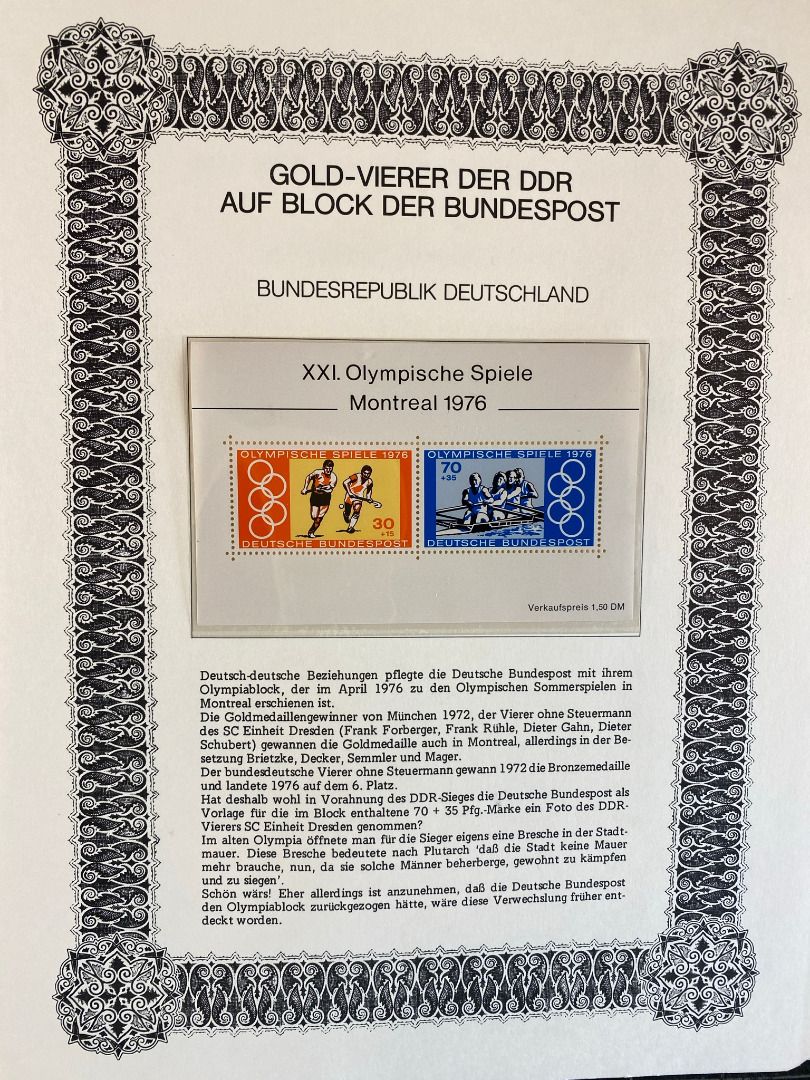 GOLD-VIERER DER DDR
AUF BLOCK DER BUNDESPOST
BUNDESREPUBLIK DEUTSCHLAND
XXI. Olympische Spiele
Montreal 1976
OLYMPISCHE SPIELE 1976
30
+15
DEUTSCHE BUNDESPOST
OLYMPISCHE SPIELE 1976
70
+35
DEUTSCHE BUNDESPOST
Verkaufspreis 1,50 DM
Deutsch-deutsche Beziehungen pflegte die Deutsche Bundespost mit ihrem
Olympiablock, der im April 1976 zu den Olympischen Sommerspielen in
Montreal erschienen ist.
Die Goldmedaillengewinner von München 1972, der Vierer ohne Steuermann
des SC Einheit Dresden (Frank Forberger, Frank Rühle, Dieter Gahn, Dieter
Schubert) gewannen die Goldmedaille auch in Montreal, allerdings in der Be-
setzung Brietzke, Decker, Semmler und Mager.
Der bundesdeutsche Vierer ohne Steuermann gewann 1972 die Bronzemedaille
und landete 1976 auf dem 6. Platz.
Hat deshalb wohl in Vorahnung des DDR-Sieges die Deutsche Bundespost als
Vorlage für die im Block enthaltene 70 + 35 Pfg.-Marke ein Foto des DDR-
Vierers SC Einheit Dresden genommen?
Im alten Olympia öffnete man für die Sieger eigens eine Bresche in der Stadt-
mauer. Diese Bresche bedeutete nach Plutarch 'daß die Stadt keine Mauer
mehr brauche, nun, da sie solche Männer beherberge, gewohnt zu kämpfen
und zu siegen'.
Schön wärs! Eher allerdings ist anzunehmen, daß die Deutsche Bundespost
den Olympiablock zurückgezogen hätte, wäre diese Verwechslung früher ent-
deckt worden.